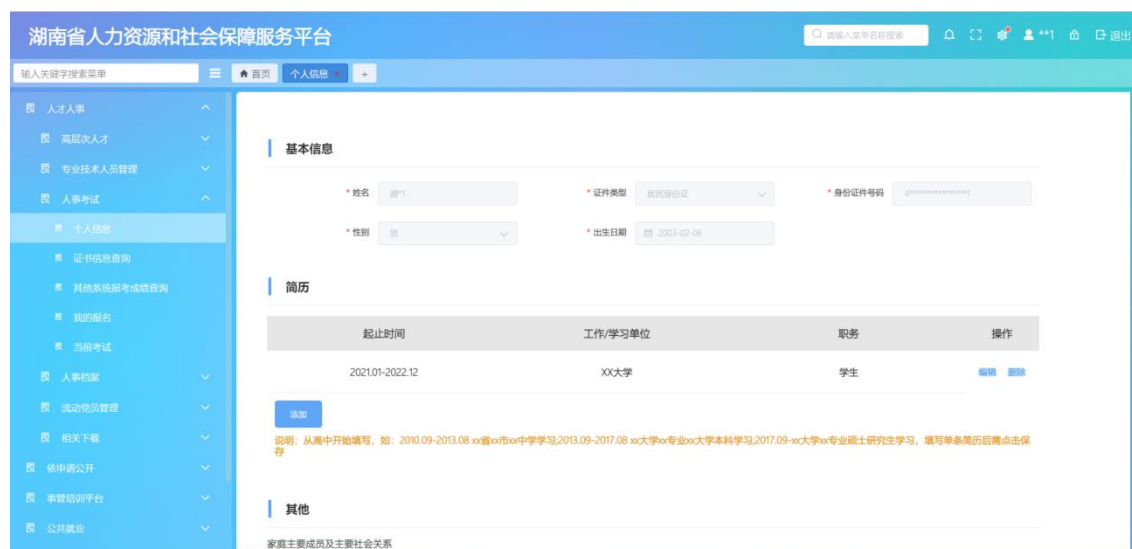 湖南省人力资源和社会保障服务平台
请输入菜单名称搜索
**1
退出
输入关键字搜索菜单
首页
个人信息 ×
+
人才人事
高层次人才
专业技术人员管理
人事考试
个人信息
证书信息查询
其他系统报考成绩查询
我的报名
当前考试
人事档案
流动党员管理
相关下载
依申请公开
事管培训平台
公共就业
基本信息
* 姓名
* 证件类型 居民身份证
* 身份证件号码 4****************1
* 性别 男
* 出生日期 2003-02-06
简历
起止时间 工作/学习单位 职务 操作
2021.01-2022.12 XX大学 学生 编辑 删除
添加
说明：从高中开始填写，如：2010.09-2013.08 xx省xx市xx中学学习;2013.09-2017.08 xx大学xx专业xx大学本科学习;2017.09-xx大学xx专业硕士研究生学习，填写单条简历后需点击保
存
其他
家庭主要成员及主要社会关系